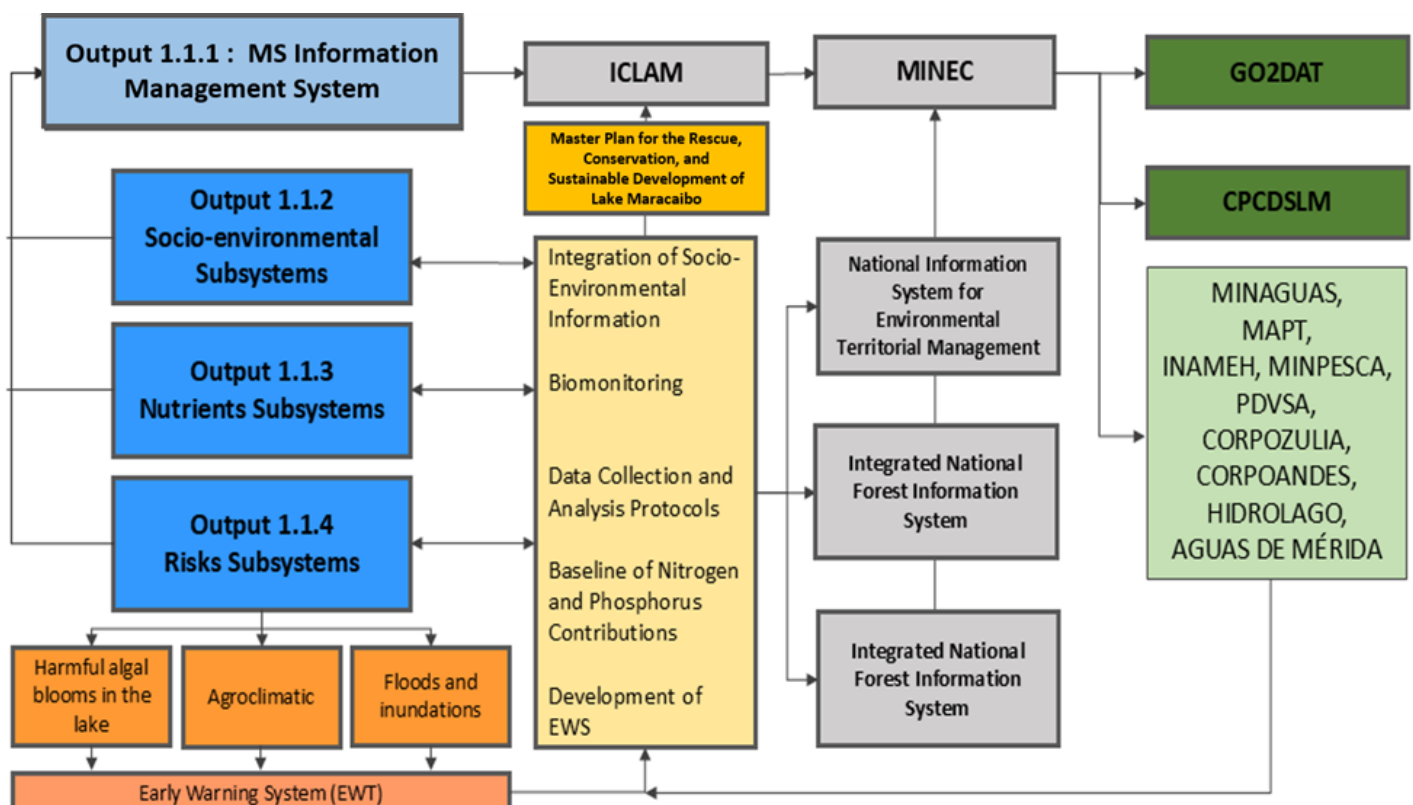 Output 1.1.1 : MS Information
Management System
ICLAM
MINEC
GO2DAT
Master Plan for the Rescue,
Conservation, and
Sustainable Development of
Lake Maracaibo
CPCDSLM
Output 1.1.2
Socio-environmental
Subsystems
Output 1.1.3
Nutrients Subsystems
Output 1.1.4
Risks Subsystems
Harmful algal
blooms in the
lake
Agroclimatic
Floods and
inundations
Early Warning System (EWT)
Integration of Socio-
Environmental
Information
Biomonitoring
Data Collection and
Analysis Protocols
Baseline of Nitrogen
and Phosphorus
Contributions
Development of
EWS
National Information
System for
Environmental
Territorial Management
Integrated National
Forest Information
System
Integrated National
Forest Information
System
MINAGUAS,
MAPT,
INAMEH, MINPESCA,
PDVSA,
CORPOZULIA,
CORPOANDES,
HIDROLAGO,
AGUAS DE MÉRIDA